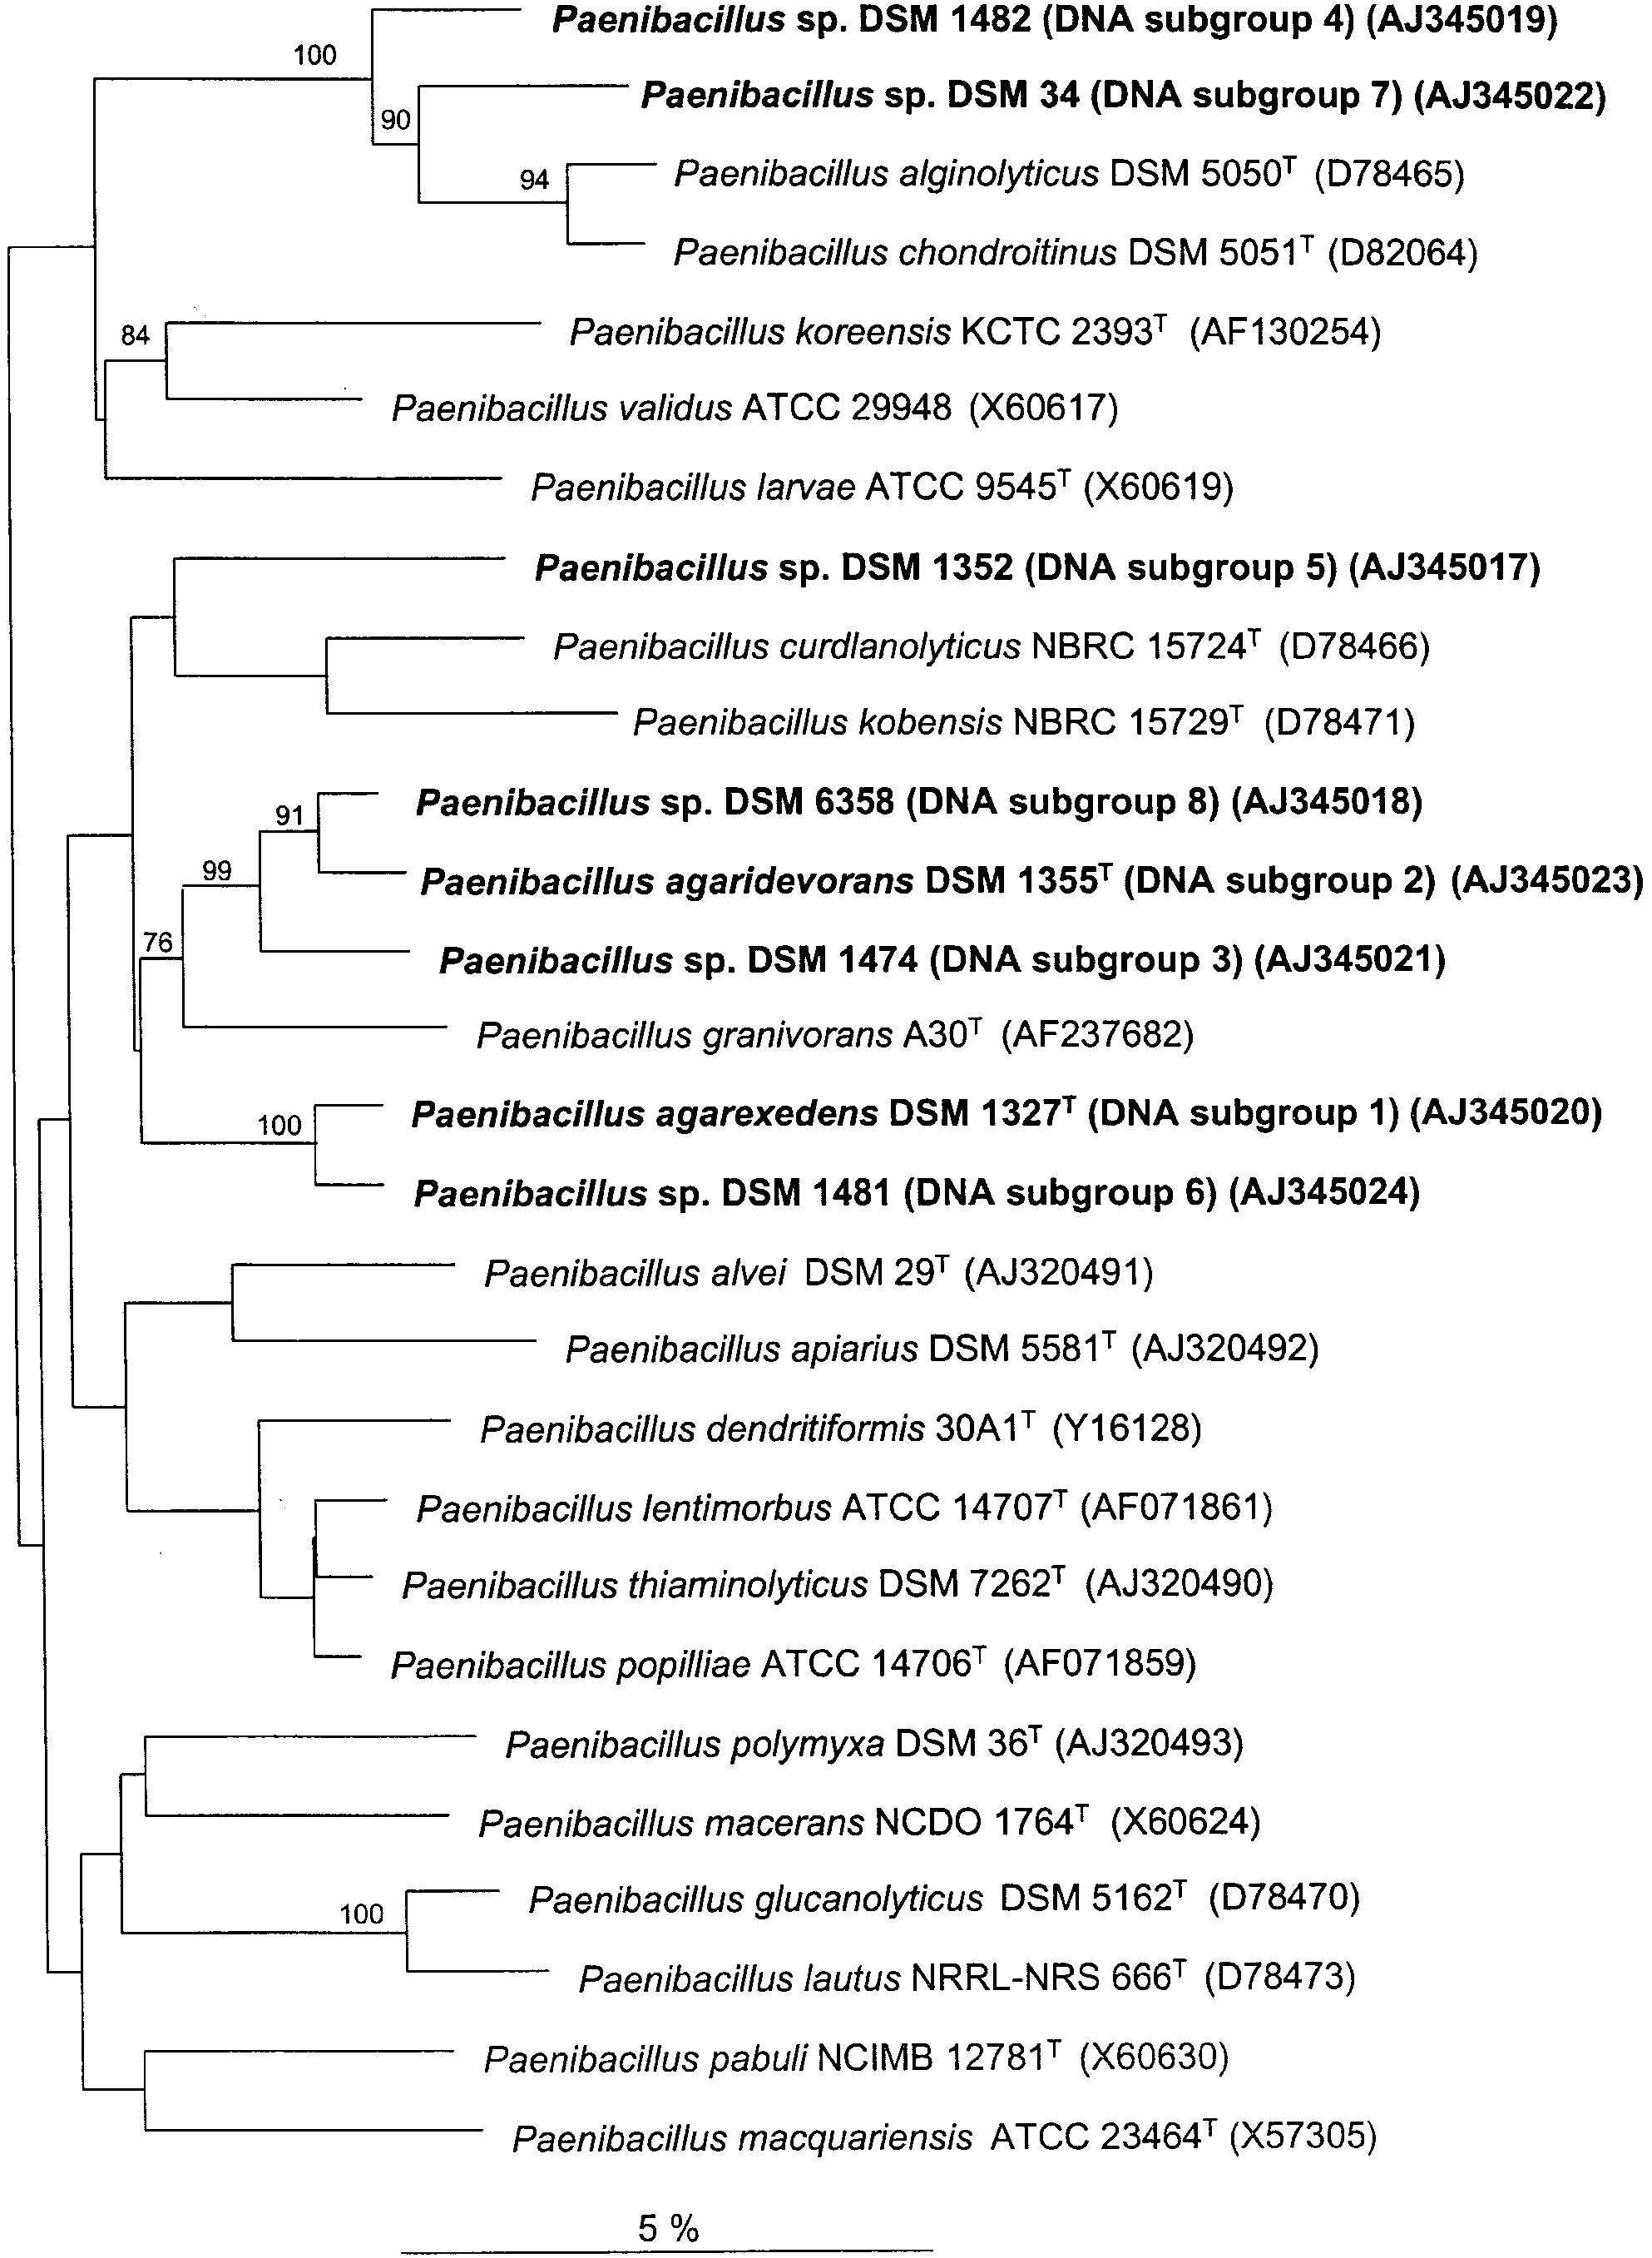 Paenibacillus sp. DSM 1482 (DNA subgroup 4) (AJ345019)
100
Paenibacillus sp. DSM 34 (DNA subgroup 7) (AJ345022)
90
Paenibacillus alginolyticus DSM 5050ᵀ (D78465)
94
Paenibacillus chondroitinus DSM 5051ᵀ (D82064)
Paenibacillus koreensis KCTC 2393ᵀ (AF130254)
84
Paenibacillus validus ATCC 29948 (X60617)
Paenibacillus larvae ATCC 9545ᵀ (X60619)
Paenibacillus sp. DSM 1352 (DNA subgroup 5) (AJ345017)
Paenibacillus curdlanolyticus NBRC 15724ᵀ (D78466)
Paenibacillus kobensis NBRC 15729ᵀ (D78471)
Paenibacillus sp. DSM 6358 (DNA subgroup 8) (AJ345018)
91
99
Paenibacillus agaridevorans DSM 1355ᵀ (DNA subgroup 2) (AJ345023)
76
Paenibacillus sp. DSM 1474 (DNA subgroup 3) (AJ345021)
Paenibacillus granivorans A30ᵀ (AF237682)
Paenibacillus agarexedens DSM 1327ᵀ (DNA subgroup 1) (AJ345020)
100
Paenibacillus sp. DSM 1481 (DNA subgroup 6) (AJ345024)
Paenibacillus alvei DSM 29ᵀ (AJ320491)
Paenibacillus apiarius DSM 5581ᵀ (AJ320492)
Paenibacillus dendritiformis 30A1ᵀ (Y16128)
Paenibacillus lentimorbus ATCC 14707ᵀ (AF071861)
Paenibacillus thiaminolyticus DSM 7262ᵀ (AJ320490)
Paenibacillus popilliae ATCC 14706ᵀ (AF071859)
Paenibacillus polymyxa DSM 36ᵀ (AJ320493)
Paenibacillus macerans NCDO 1764ᵀ (X60624)
Paenibacillus glucanolyticus DSM 5162ᵀ (D78470)
100
Paenibacillus lautus NRRL-NRS 666ᵀ (D78473)
Paenibacillus pabuli NCIMB 12781ᵀ (X60630)
Paenibacillus macquariensis ATCC 23464ᵀ (X57305)
5 %